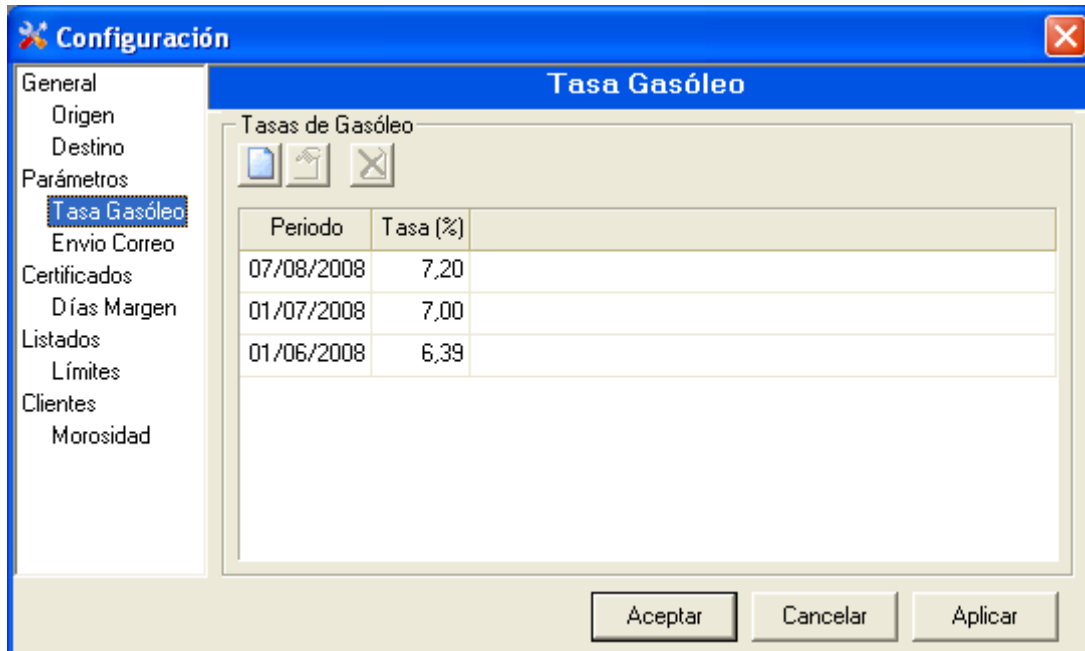 Configuración
General
Origen
Destino
Parámetros
Tasa Gasóleo
Envio Correo
Certificados
Días Margen
Listados
Límites
Clientes
Morosidad
Tasa Gasóleo
Tasas de Gasóleo
Periodo Tasa (%)
07/08/2008 7,20
01/07/2008 7,00
01/06/2008 6,39
Aceptar Cancelar Aplicar